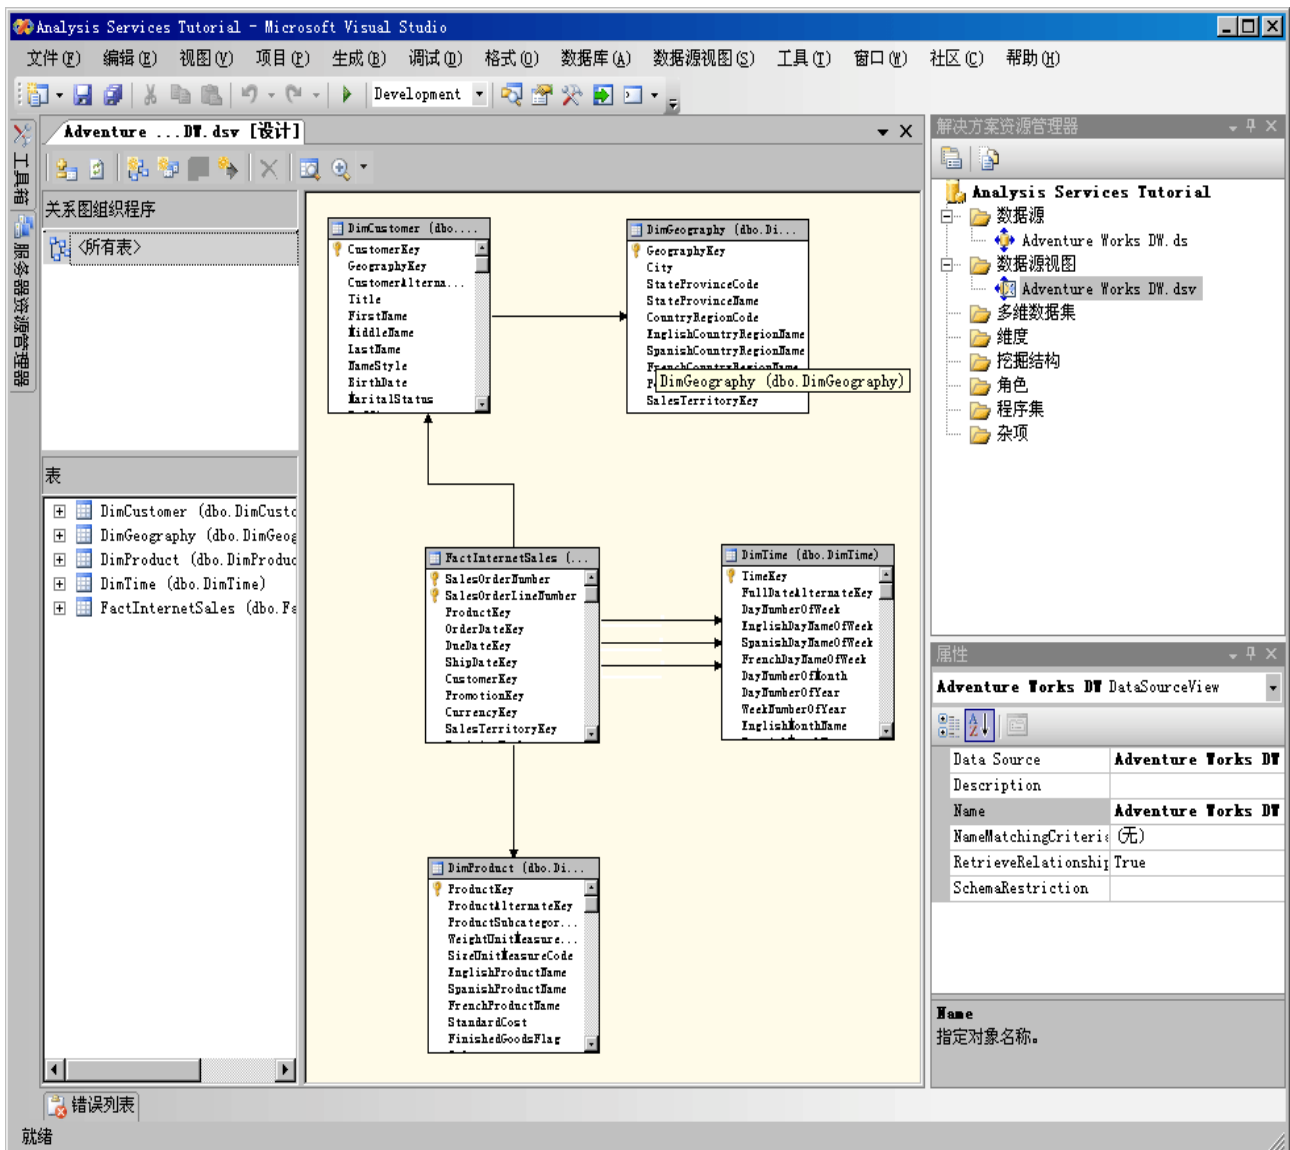 Analysis Services Tutorial - Microsoft Visual Studio
文件(F) 编辑(E) 视图(V) 项目(P) 生成(B) 调试(D) 格式(O) 数据库(A) 数据源视图(S) 工具(T) 窗口(W) 社区(C) 帮助(H)
Development
工具箱
服务器资源管理器
Adventure ...DW.dsv [设计]
关系图组织程序
<所有表>
表
DimCustomer (dbo.DimCusto
DimGeography (dbo.DimGeog
DimProduct (dbo.DimProduc
DimTime (dbo.DimTime)
FactInternetSales (dbo.Fa
DimCustomer (dbo....
CustomerKey
GeographyKey
CustomerAlterna...
Title
FirstName
MiddleName
LastName
NameStyle
BirthDate
MaritalStatus
DimGeography (dbo.Di...
GeographyKey
City
StateProvinceCode
StateProvinceName
CountryRegionCode
EnglishCountryRegionName
SpanishCountryRegionName
FrenchCountryRegionName
DimGeography (dbo.DimGeography)
SalesTerritoryKey
FactInternetSales (...
SalesOrderNumber
SalesOrderLineNumber
ProductKey
OrderDateKey
DueDateKey
ShipDateKey
CustomerKey
PromotionKey
CurrencyKey
SalesTerritoryKey
DimTime (dbo.DimTime)
TimeKey
FullDateAlternateKey
DayNumberOfWeek
EnglishDayNameOfWeek
SpanishDayNameOfWeek
FrenchDayNameOfWeek
DayNumberOfMonth
DayNumberOfYear
WeekNumberOfYear
EnglishMonthName
DimProduct (dbo.Di...
ProductKey
ProductAlternateKey
ProductSubcategor...
WeightUnitMeasure...
SizeUnitMeasureCode
EnglishProductName
SpanishProductName
FrenchProductName
StandardCost
FinishedGoodsFlag
解决方案资源管理器
Analysis Services Tutorial
数据源
Adventure Works DW.ds
数据源视图
Adventure Works DW.dsv
多维数据集
维度
挖掘结构
角色
程序集
杂项
属性
Adventure Works DW DataSourceView
Data Source Adventure Works DW
Description
Name Adventure Works DW
NameMatchingCriteria (无)
RetrieveRelationship True
SchemaRestriction
Name
指定对象名称。
错误列表
就绪